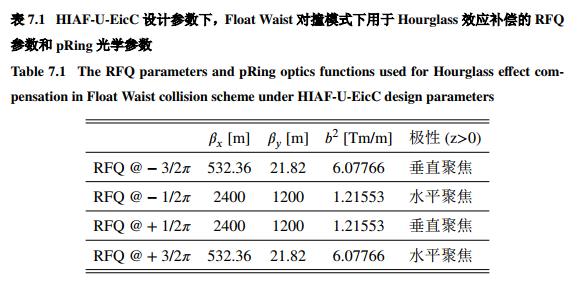 表 7.1 HIAF-U-EicC 设计参数下，Float Waist 对撞模式下用于 Hourglass 效应补偿的 RFQ
参数和 pRing 光学参数
Table 7.1 The RFQ parameters and pRing optics functions used for Hourglass effect com-
pensation in Float Waist collision scheme under HIAF-U-EicC design parameters
βx [m] βy [m] b² [Tm/m] 极性 (z>0)
RFQ @ − 3/2π 532.36 21.82 6.07766 垂直聚焦
RFQ @ − 1/2π 2400 1200 1.21553 水平聚焦
RFQ @ + 1/2π 2400 1200 1.21553 垂直聚焦
RFQ @ + 3/2π 532.36 21.82 6.07766 水平聚焦